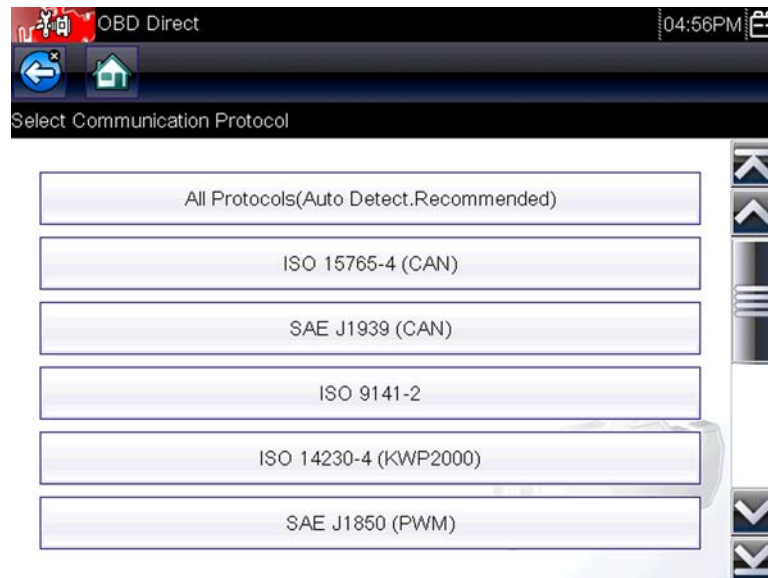 OBD Direct
04:56PM
Select Communication Protocol
All Protocols(Auto Detect.Recommended)
ISO 15765-4 (CAN)
SAE J1939 (CAN)
ISO 9141-2
ISO 14230-4 (KWP2000)
SAE J1850 (PWM)